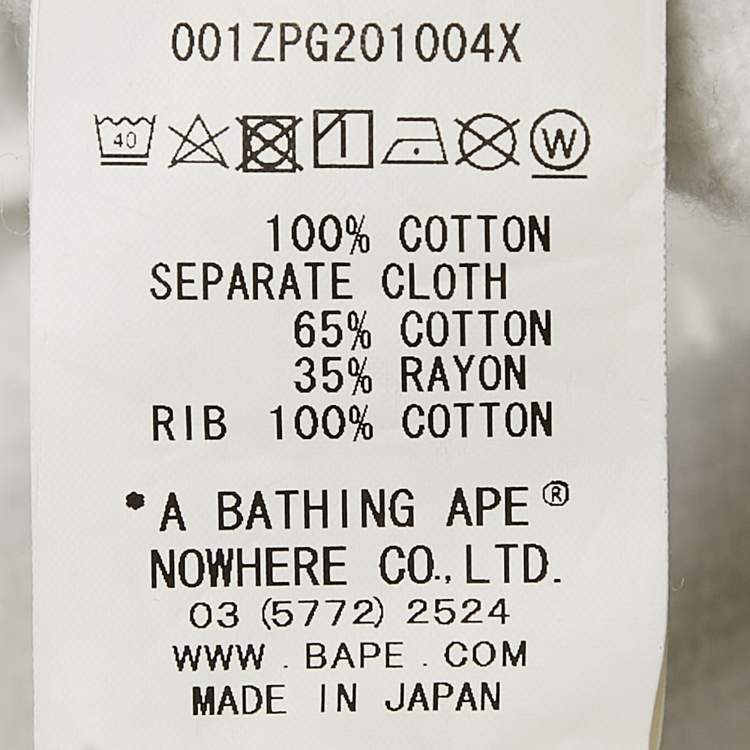 001ZPG201004X
40 W
100% COTTON
SEPARATE CLOTH
65% COTTON
35% RAYON
RIB 100% COTTON
*A BATHING APE®
NOWHERE CO.,LTD.
03 (5772) 2524
WWW . BAPE . COM
MADE IN JAPAN